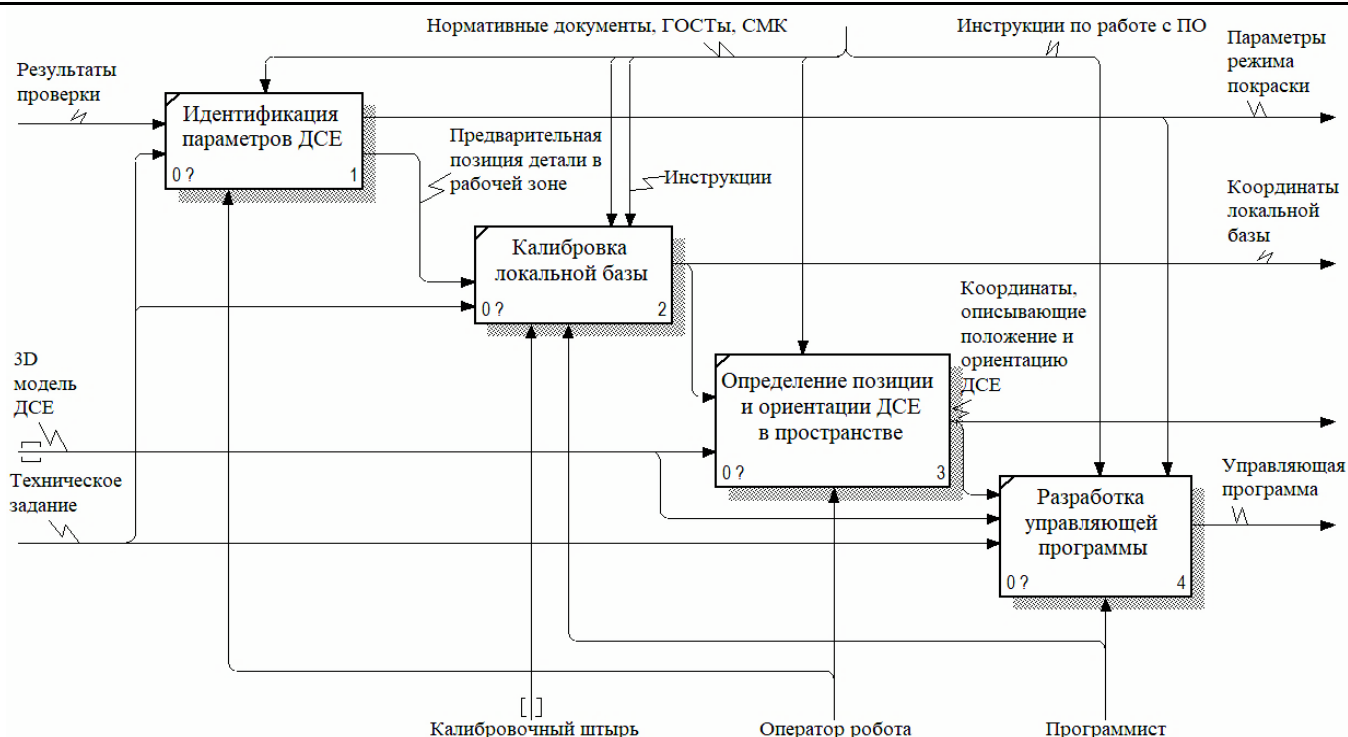 Нормативные документы, ГОСТы, СМК
Инструкции по работе с ПО
Параметры
режима
покраски
Результаты
проверки
Идентификация
параметров ДСЕ
0 ?
1
Предварительная
позиция детали в
рабочей зоне
Инструкции
Координаты
локальной
базы
Калибровка
локальной базы
0 ?
2
Координаты,
описывающие
положение и
ориентацию
ДСЕ
3D
модель
ДСЕ
Определение позиции
и ориентации ДСЕ
в пространстве
0 ?
3
Техническое
задание
Управляющая
программа
Разработка
управляющей
программы
0 ?
4
Калибровочный штырь
Оператор робота
Программист